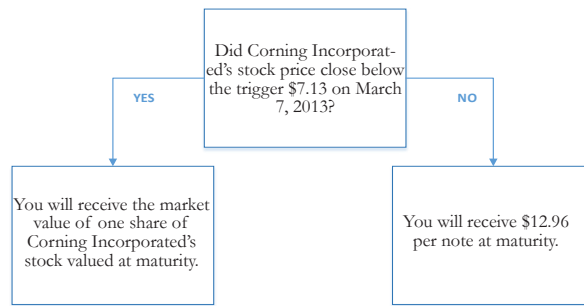 Did Corning Incorporat-
ed's stock price close below
the trigger $7.13 on March
7, 2013?
YES
NO
You will receive the market
value of one share of
Corning Incorporated's
stock valued at maturity.
You will receive $12.96
per note at maturity.